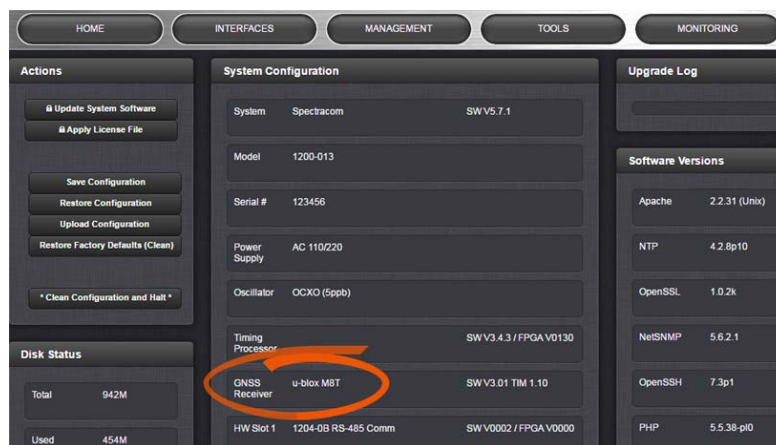 HOME INTERFACES MANAGEMENT TOOLS MONITORING
Actions
Update System Software
Apply License File
Save Configuration
Restore Configuration
Upload Configuration
Restore Factory Defaults (Clean)
* Clean Configuration and Halt *
Disk Status
Total 942M
Used 454M
System Configuration
System Spectracom SW V5.7.1
Model 1200-013
Serial # 123456
Power
Supply AC 110/220
Oscillator OCXO (5ppb)
Timing
Processor SW V3.4.3 / FPGA V0130
GNSS
Receiver u-blox M8T SW V3.01 TIM 1.10
HW Slot 1 1204-0B RS-485 Comm SW V0002 / FPGA V0000
Upgrade Log
Software Versions
Apache 2.2.31 (Unix)
NTP 4.2.8p10
OpenSSL 1.0.2k
NetSNMP 5.6.2.1
OpenSSH 7.3p1
PHP 5.5.38-pl0